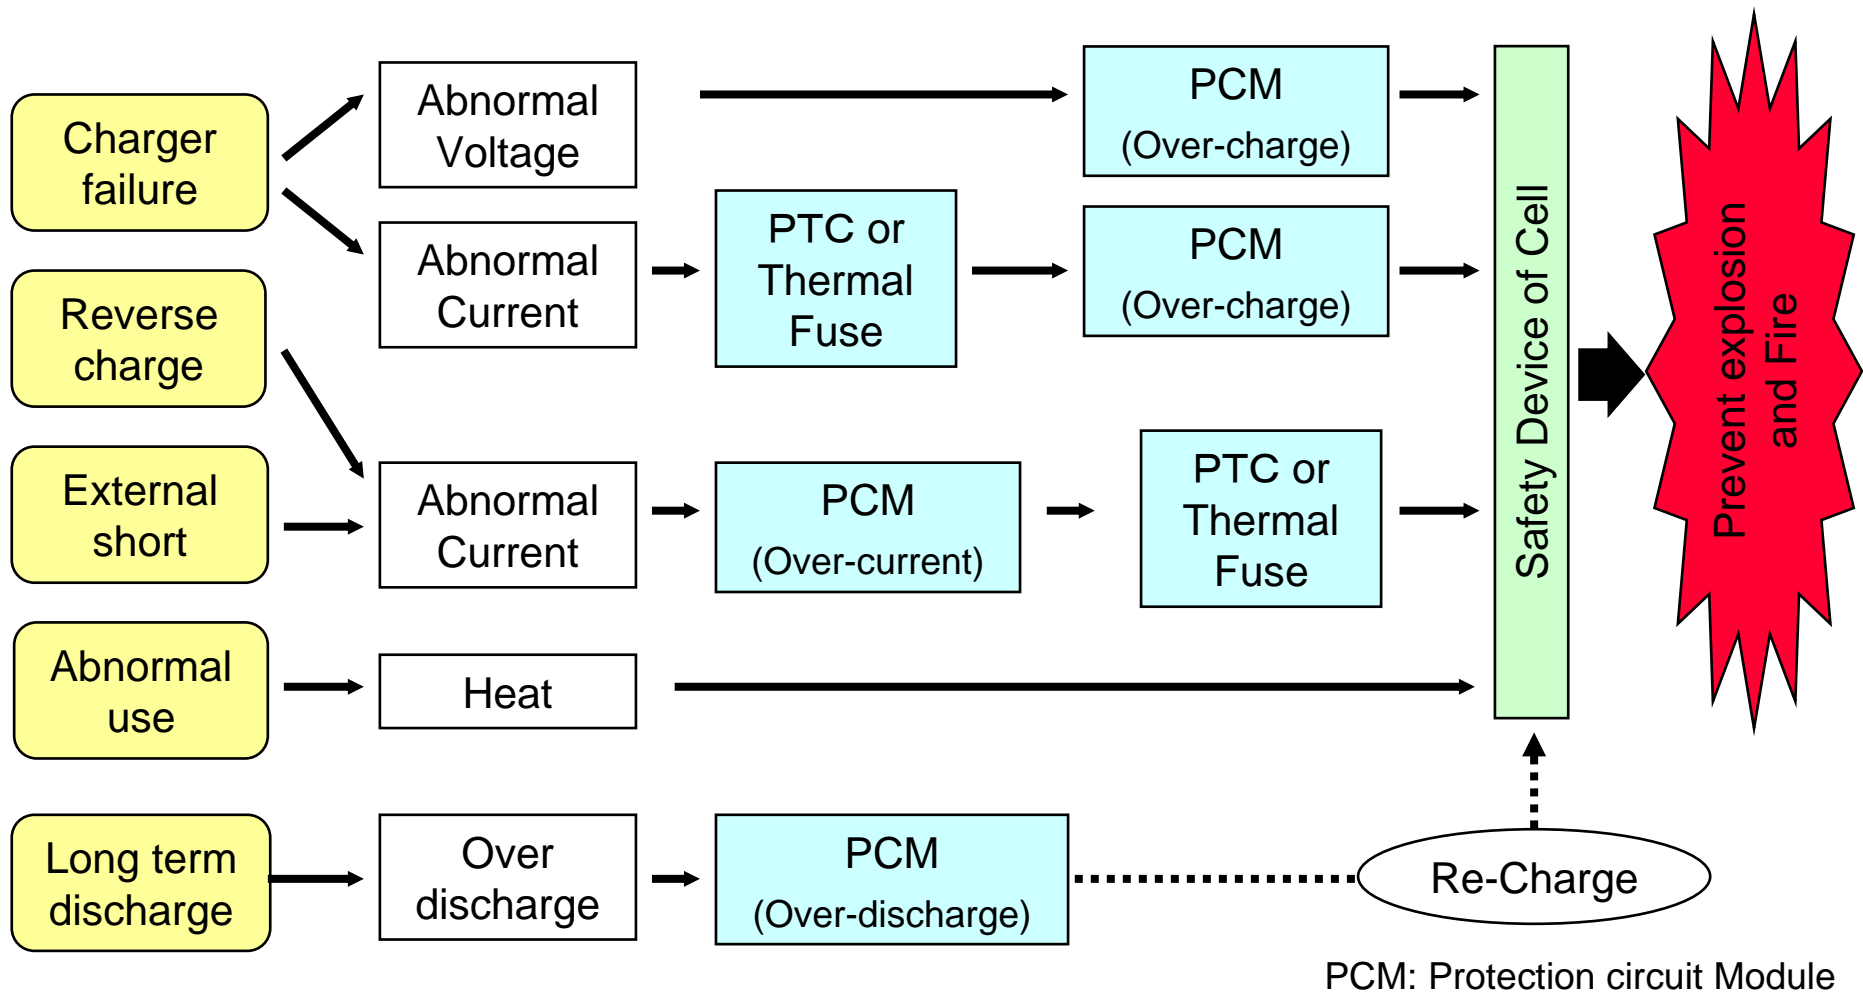 Charger
failure
Abnormal
Voltage
PCM
(Over-charge)
Abnormal
Current
PTC or
Thermal
Fuse
PCM
(Over-charge)
Reverse
charge
External
short
Abnormal
Current
PCM
(Over-current)
PTC or
Thermal
Fuse
Abnormal
use
Heat
Long term
discharge
Over
discharge
PCM
(Over-discharge)
Re-Charge
Safety Device of Cell
Prevent explosion
and Fire
PCM: Protection circuit Module